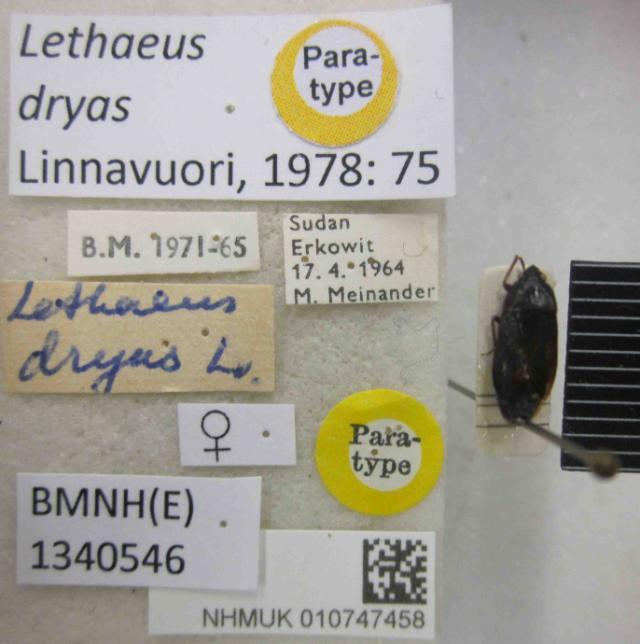 Lethaeus
dryas
Linnavuori, 1978: 75
Para-
type
B.M. 1971-65
Sudan
Erkowit
17. 4. 1964
M. Meinander
Lethaeus
dryas Lv.
♀
Para-
type
BMNH(E)
1340546
NHMUK 010747458